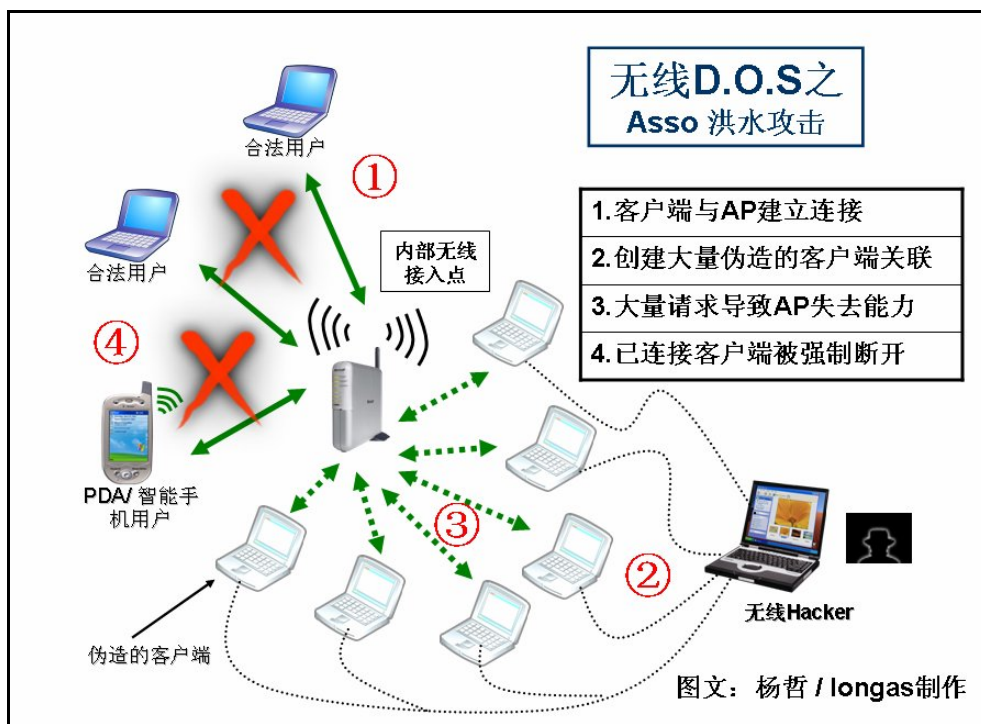 无线D.O.S之
Asso 洪水攻击
合法用户
①
1.客户端与AP建立连接
2.创建大量伪造的客户端关联
3.大量请求导致AP失去能力
4.已连接客户端被强制断开
内部无线
接入点
合法用户
④
PDA/ 智能手
机用户
③
②
无线Hacker
伪造的客户端
图文：杨哲 / longas制作